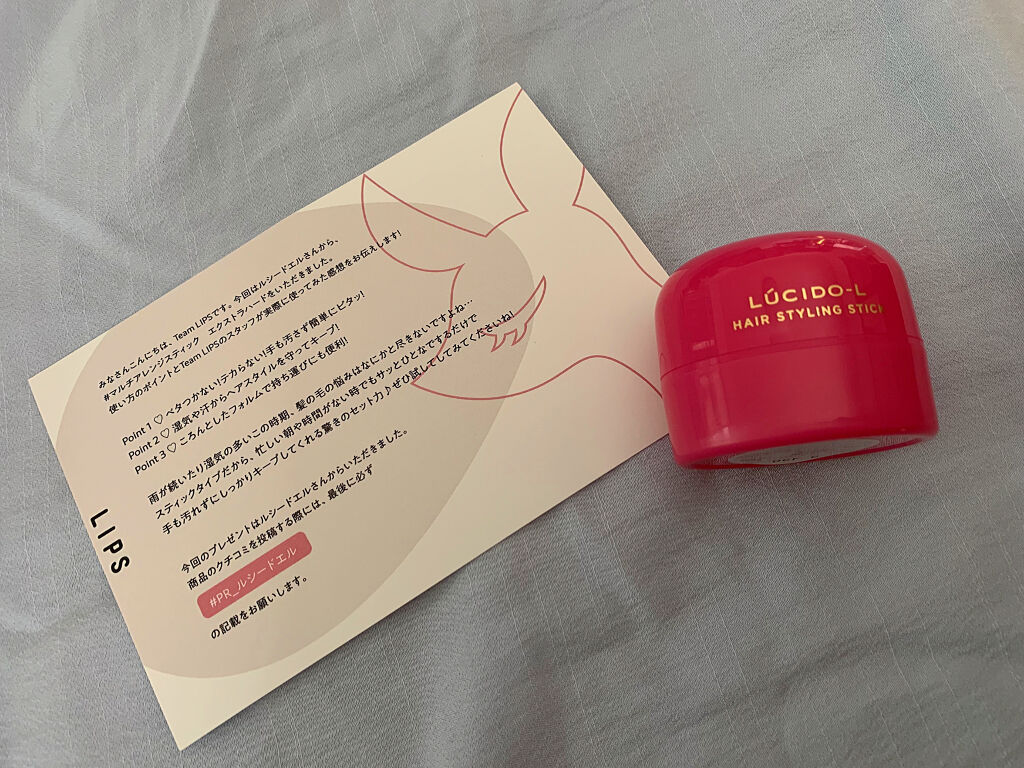 みなさんこんにちは、Team LIPSです。今回はルシードエルさんから、
#マルチアレンジスティック エクストラハードをいただきました。
使い方のポイントとTeam LIPSのスタッフが実際に使ってみた感想をお伝えします!
Point 1 ♡ ベタつかない!テカらない!手も汚さず簡単にピタッ!
Point 2 ♡ 湿気や汗からヘアスタイルを守ってキープ!
Point 3 ♡ ころんとしたフォルムで持ち運びにも便利!
雨が続いたり湿気の多いこの時期、髪の毛の悩みはなにかと尽きないですよね…
スティックタイプだから、忙しい朝や時間がない時でもサッとひとなでするだけで
手も汚れずにしっかりキープしてくれる驚きのセット力♪ぜひ試してみてくださいね!
今回のプレゼントはルシードエルさんからいただきました。
商品のクチコミを投稿する際には、最後に必ず
#PR_ルシードエル
の記載をお願いします。
LIPS
LÚCIDO-L
HAIR STYLING STICK